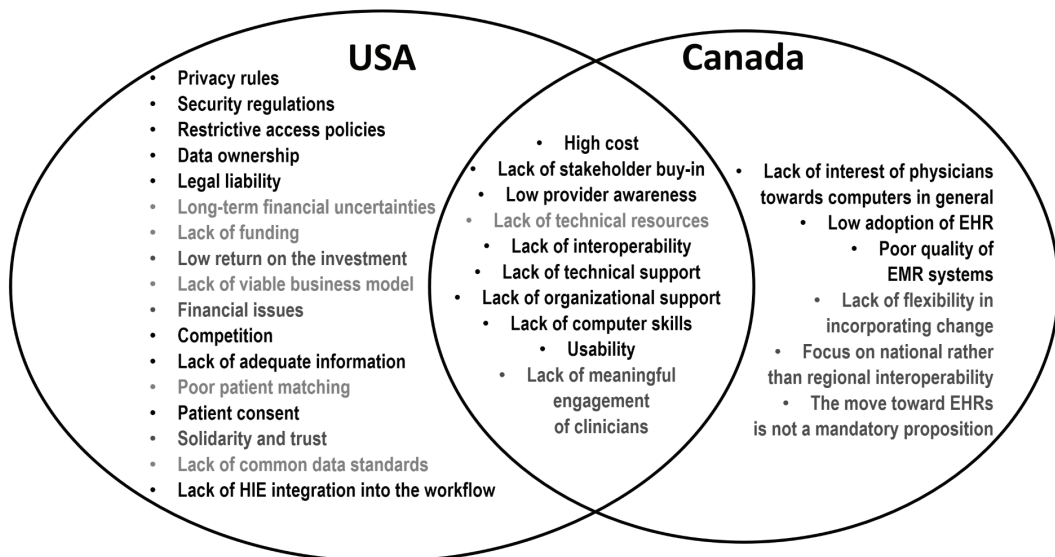 USA
• Privacy rules
• Security regulations
• Restrictive access policies
• Data ownership
• Legal liability
• Long-term financial uncertainties
• Lack of funding
• Low return on the investment
• Lack of viable business model
• Financial issues
• Competition
• Lack of adequate information
• Poor patient matching
• Patient consent
• Solidarity and trust
• Lack of common data standards
• Lack of HIE integration into the workflow
• High cost
• Lack of stakeholder buy-in
• Low provider awareness
• Lack of technical resources
• Lack of interoperability
• Lack of technical support
• Lack of organizational support
• Lack of computer skills
• Usability
• Lack of meaningful
engagement
of clinicians
Canada
• Lack of interest of physicians
towards computers in general
• Low adoption of EHR
• Poor quality of
EMR systems
• Lack of flexibility in
incorporating change
• Focus on national rather
than regional interoperability
• The move toward EHRs
is not a mandatory proposition